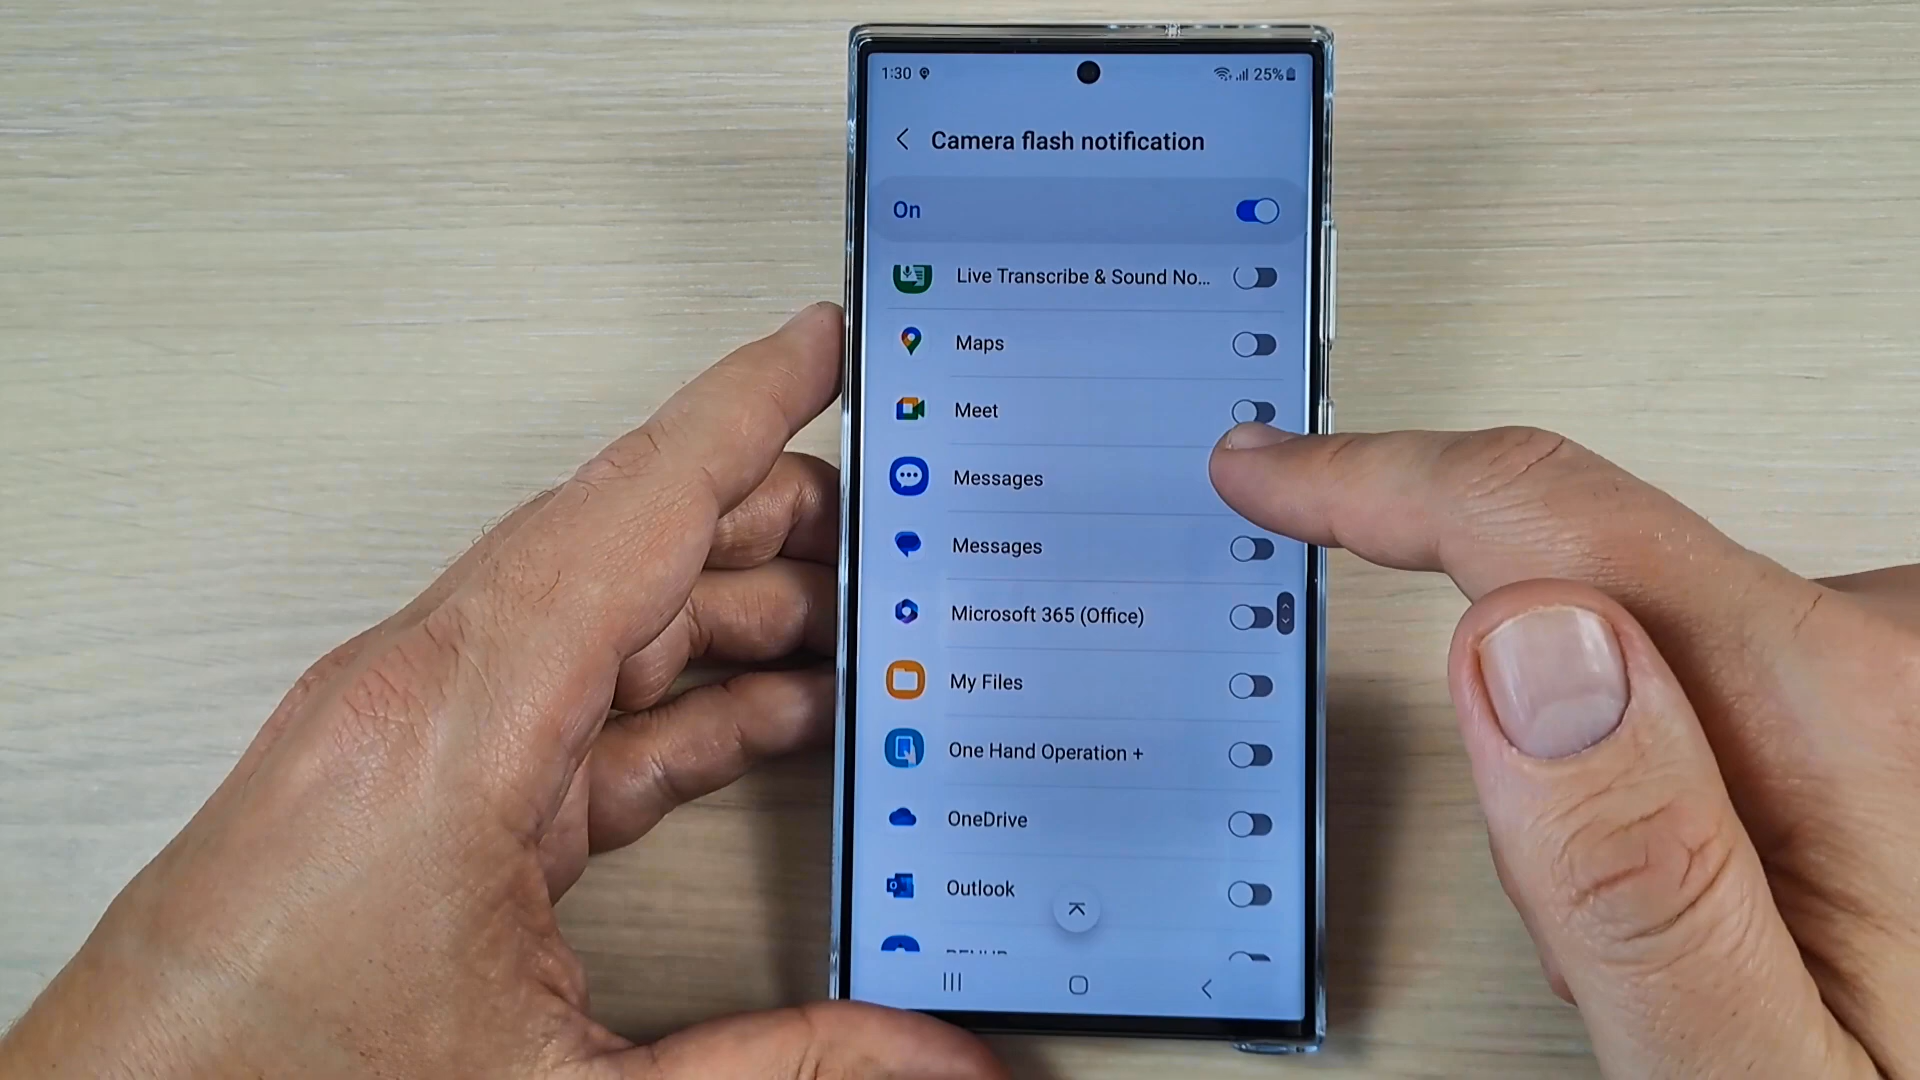 1:30 25%
Camera flash notification
On
Live Transcribe & Sound No...
Maps
Meet
Messages
Messages
Microsoft 365 (Office)
My Files
One Hand Operation +
OneDrive
Outlook